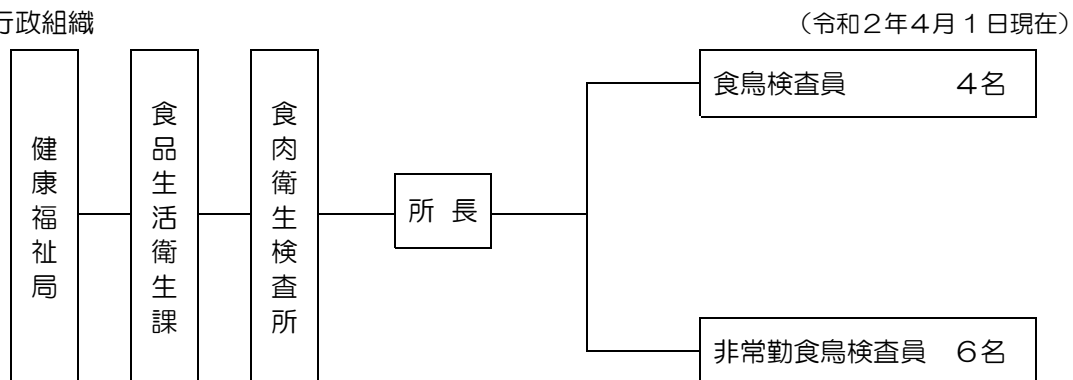 行政組織
(令和2年4月1日現在)
健康福祉局
食品生活衛生課
食肉衛生検査所
所長
食鳥検査員 4名
非常勤食鳥検査員 6名